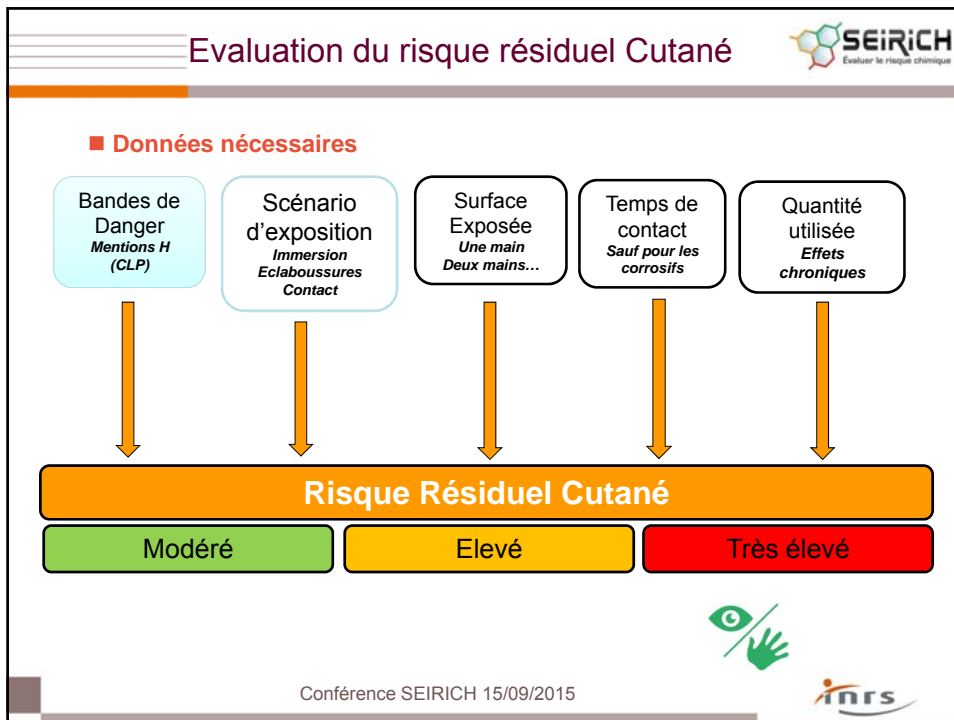 Evaluation du risque résiduel Cutané
SEIRICH
Évaluer le risque chimique
Données nécessaires
Bandes de
Danger
Mentions H
(CLP)
Scénario
d'exposition
Immersion
Eclaboussures
Contact
Surface
Exposée
Une main
Deux mains…
Temps de
contact
Sauf pour les
corrosifs
Quantité
utilisée
Effets
chroniques
Risque Résiduel Cutané
Modéré
Elevé
Très élevé
Conférence SEIRICH 15/09/2015
inrs